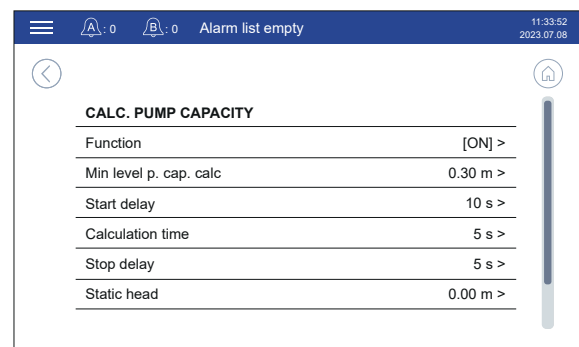 A : 0 B : 0 Alarm list empty 11:33:52
2023.07.08
CALC. PUMP CAPACITY
Function [ON] >
Min level p. cap. calc 0.30 m >
Start delay 10 s >
Calculation time 5 s >
Stop delay 5 s >
Static head 0.00 m >